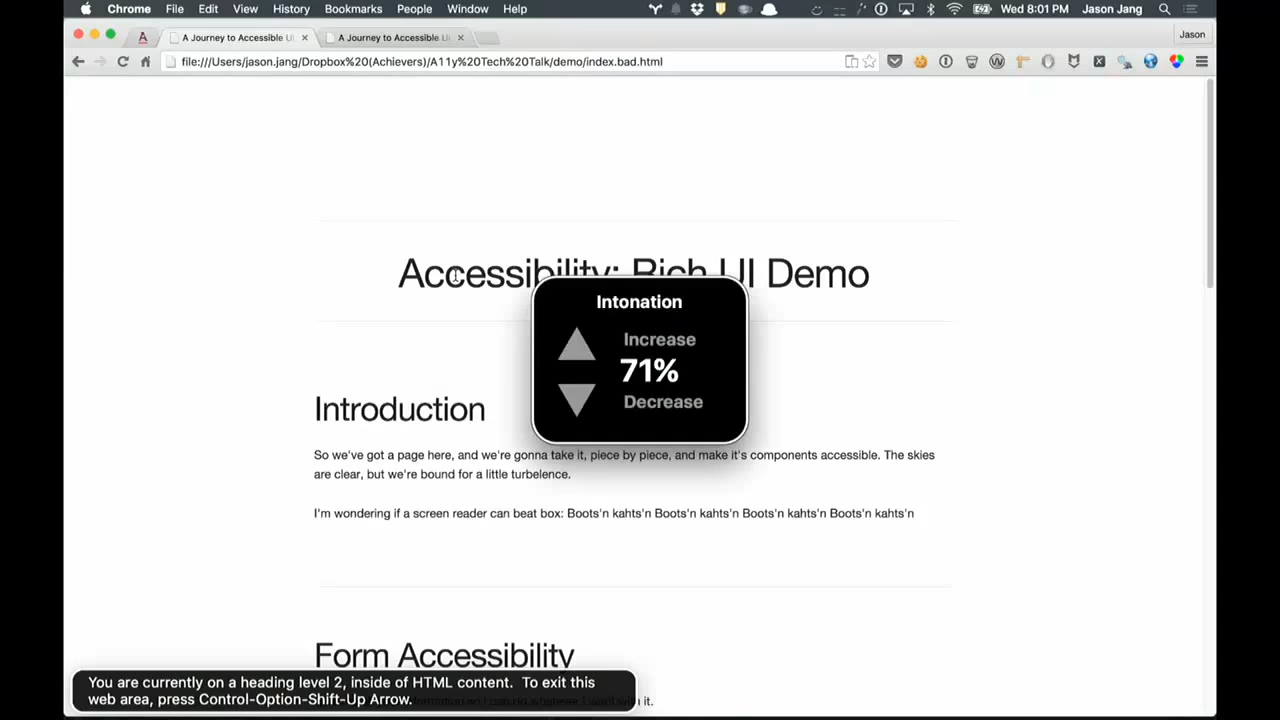 Chrome File Edit View History Bookmarks People Window Help Wed 8:01 PM Jason Jang
A Journey to Accessible UI
A Journey to Accessible UI
Jason
file:///Users/jason.jang/Dropbox%20(Achievers)/A11y%20Tech%20Talk/demo/index.bad.html
Accessibility: Rich UI Demo
Intonation
Increase
71%
Decrease
Introduction
So we've got a page here, and we're gonna take it, piece by piece, and make it's components accessible. The skies
are clear, but we're bound for a little turbelence.
I'm wondering if a screen reader can beat box: Boots'n kahts'n Boots'n kahts'n Boots'n kahts'n Boots'n kahts'n
Form Accessibility
You are currently on a heading level 2, inside of HTML content. To exit this
web area, press Control-Option-Shift-Up Arrow.
it.